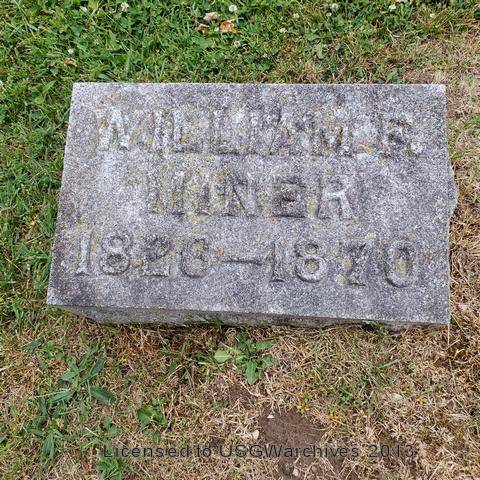 WILLIAM
MINER
1870
Licensed to USGWarchives 2013